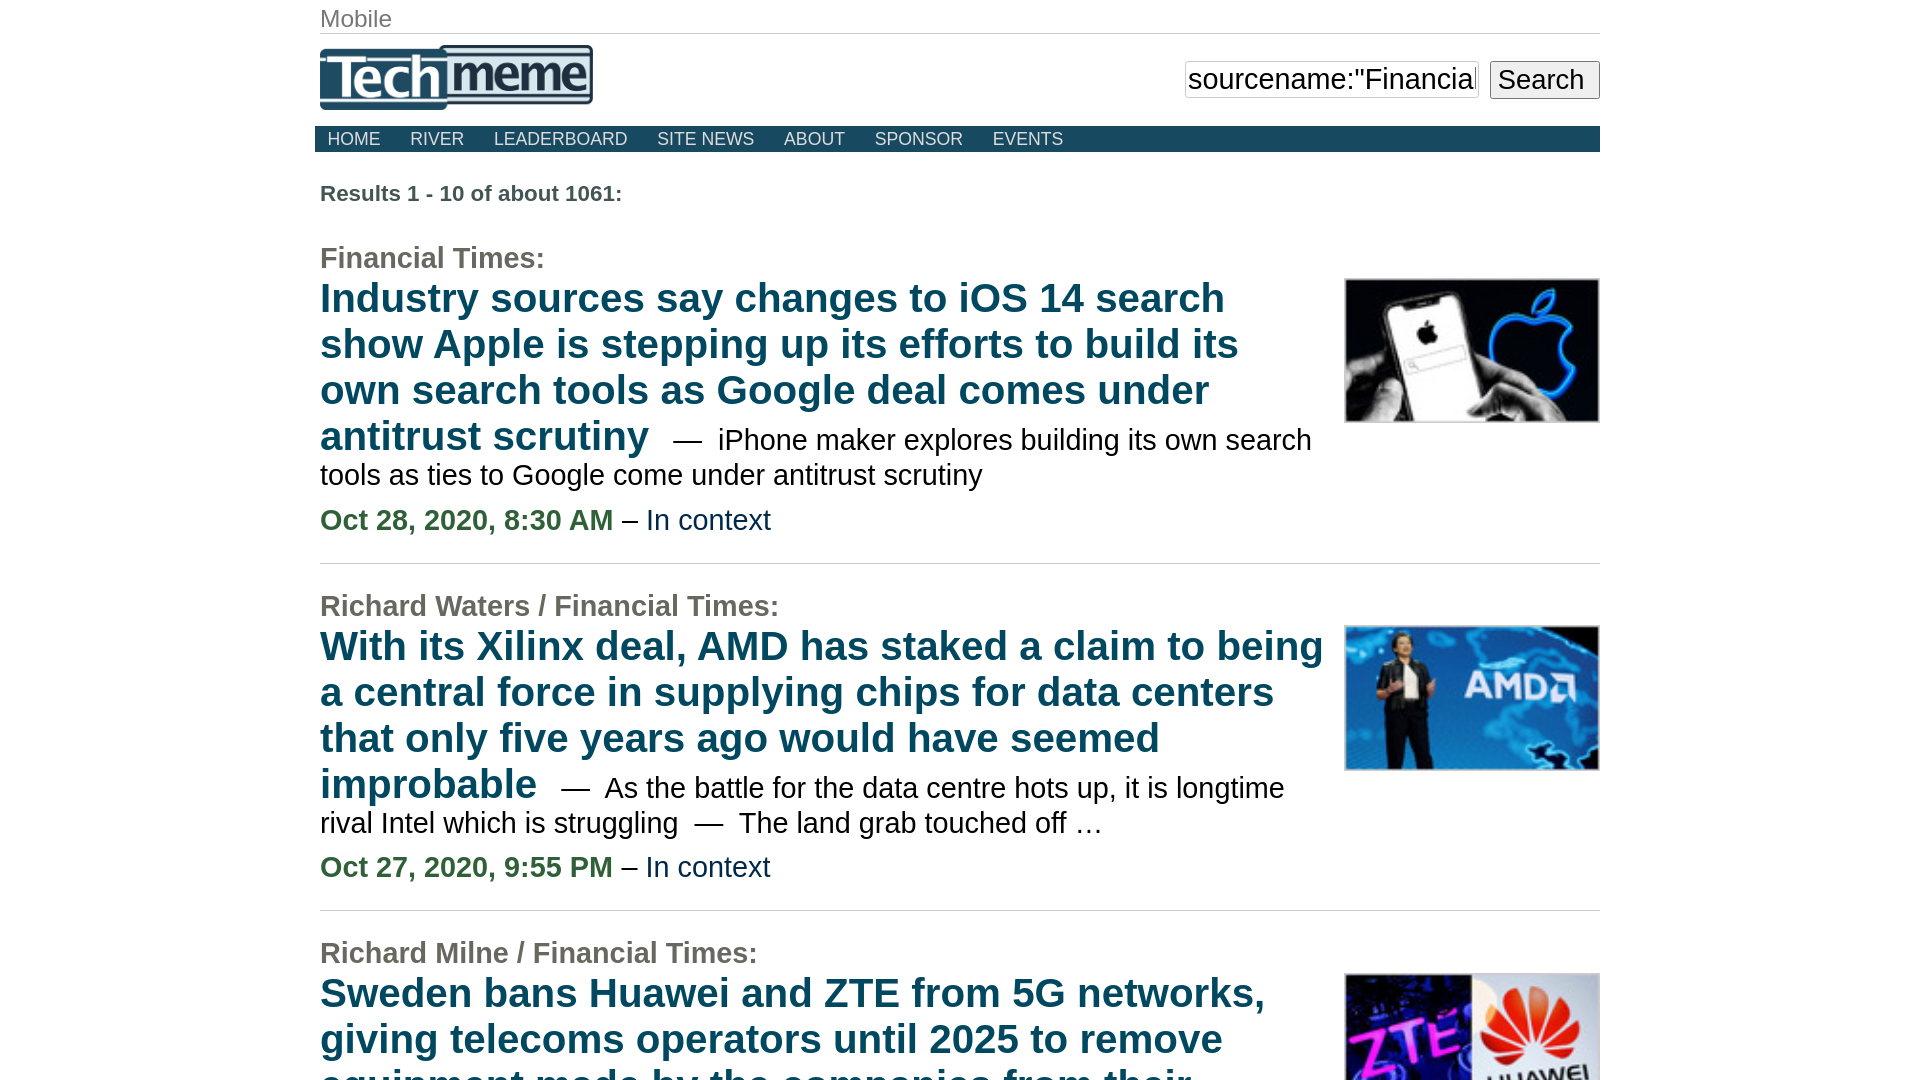 Mobile
Techmeme
sourcename:"Financial
Search
HOME RIVER LEADERBOARD SITE NEWS ABOUT SPONSOR EVENTS
Results 1 - 10 of about 1061:
Financial Times:
Industry sources say changes to iOS 14 search
show Apple is stepping up its efforts to build its
own search tools as Google deal comes under
antitrust scrutiny — iPhone maker explores building its own search
tools as ties to Google come under antitrust scrutiny
Oct 28, 2020, 8:30 AM – In context
Richard Waters / Financial Times:
With its Xilinx deal, AMD has staked a claim to being
a central force in supplying chips for data centers
that only five years ago would have seemed
improbable — As the battle for the data centre hots up, it is longtime
rival Intel which is struggling — The land grab touched off …
AMD
Oct 27, 2020, 9:55 PM – In context
Richard Milne / Financial Times:
Sweden bans Huawei and ZTE from 5G networks,
giving telecoms operators until 2025 to remove
equipment made by the companies from their
ZTE
HUAWEI